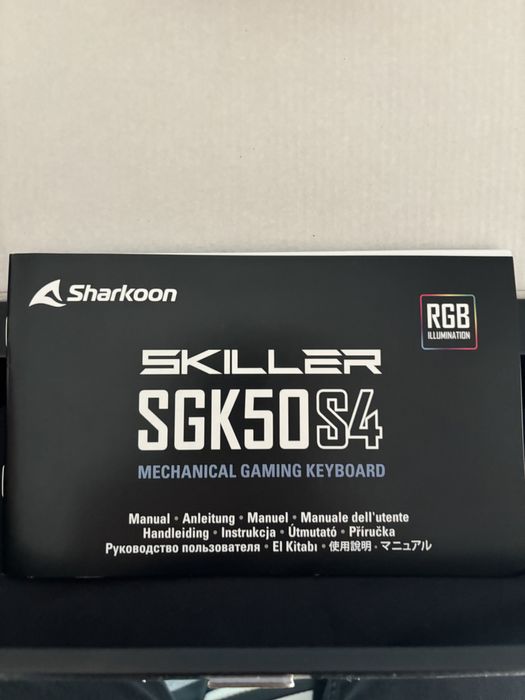 Sharkoon
RGB
ILLUMINATION
SKILLER
SGK50 S4
MECHANICAL GAMING KEYBOARD
Manual • Anleitung • Manuel • Manuale dell'utente
Handleiding • Instrukcja • Útmutató • Příručka
Руководство пользователя • El Kitabı • 使用說明 • マニュアル